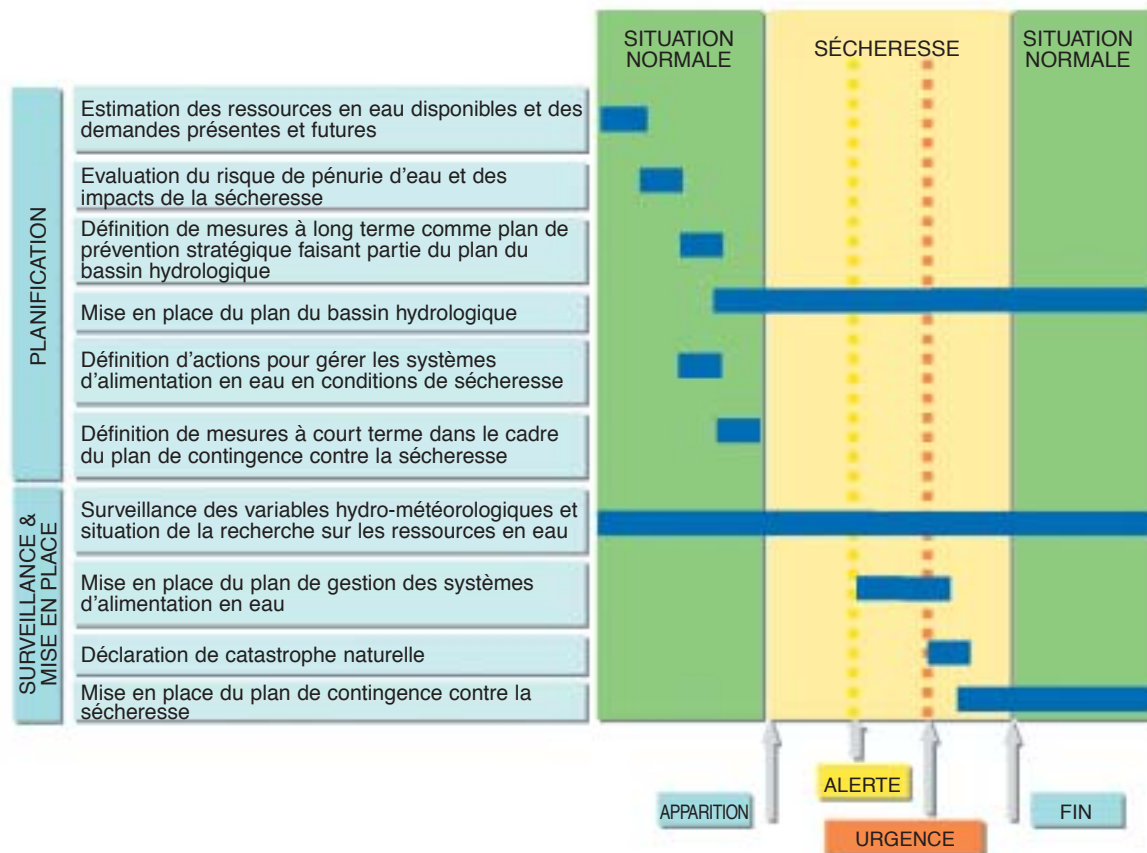 SITUATION
NORMALE
SÉCHERESSE
SITUATION
NORMALE
PLANIFICATION
Estimation des ressources en eau disponibles et des
demandes présentes et futures
Evaluation du risque de pénurie d'eau et des
impacts de la sécheresse
Définition de mesures à long terme comme plan de
prévention stratégique faisant partie du plan du
bassin hydrologique
Mise en place du plan du bassin hydrologique
Définition d'actions pour gérer les systèmes
d'alimentation en eau en conditions de sécheresse
Définition de mesures à court terme dans le cadre
du plan de contingence contre la sécheresse
SURVEILLANCE &
MISE EN PLACE
Surveillance des variables hydro-météorologiques et
situation de la recherche sur les ressources en eau
Mise en place du plan de gestion des systèmes
d'alimentation en eau
Déclaration de catastrophe naturelle
Mise en place du plan de contingence contre la
sécheresse
APPARITION
ALERTE
URGENCE
FIN